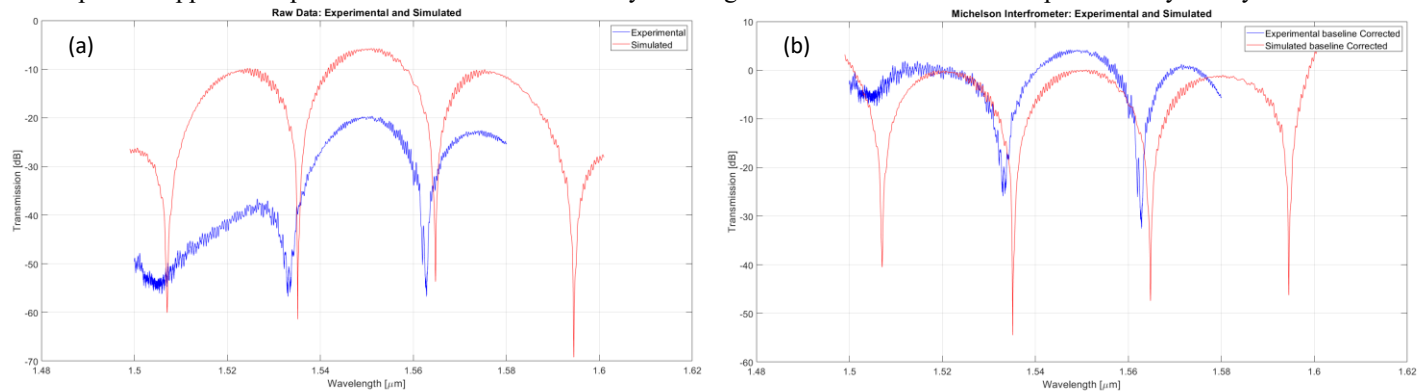 Raw Data: Experimental and Simulated
(a)
Experimental
Simulated
0
-10
-20
-30
-40
-50
-60
-70
Transmission [dB]
1.48
1.5
1.52
1.54
1.56
1.58
1.6
1.62
Wavelength [μm]
Michelson Interfrometer: Experimental and Simulated
(b)
Experimental baseline Corrected
Simulated baseline Corrected
10
0
-10
-20
-30
-40
-50
-60
Transmission [dB]
1.48
1.5
1.52
1.54
1.56
1.58
1.6
1.62
Wavelength [μm]